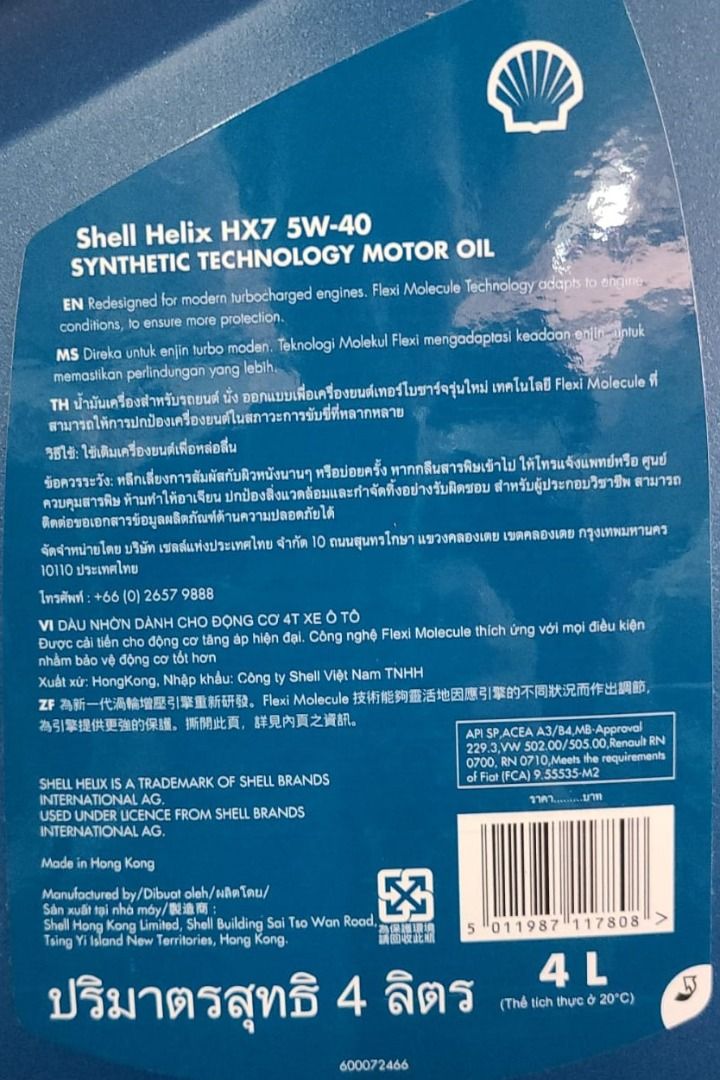 Shell Helix HX7 5W-40
SYNTHETIC TECHNOLOGY MOTOR OIL
EN Redesigned for modern turbocharged engines. Flexi Molecule Technology adapts to engine
conditions, to ensure more protection.
MS Direka untuk enjin turbo moden. Teknologi Molekul Flexi mengadaptasi keadaan enjin untuk
memastikan perlindungan yang lebih.
TH น้ำมันเครื่องสำหรับรถยนต์ นั่ง ออกแบบเพื่อเครื่องยนต์เทอร์โบชาร์จรุ่นใหม่ เทคโนโลยี Flexi Molecule ที่
สามารถให้การปกป้องเครื่องยนต์ในสภาวะการขับขี่ที่หลากหลาย
วิธีใช้: ใช้เติมเครื่องยนต์เพื่อหล่อลื่น
ข้อควรระวัง: หลีกเลี่ยงการสัมผัสกับผิวหนังนานๆ หรือบ่อยครั้ง หากกลืนสารพิษเข้าไป ให้โทรแจ้งแพทย์หรือ ศูนย์
ควบคุมสารพิษ ห้ามทำให้อาเจียน ปกป้องสิ่งแวดล้อมและกำจัดทิ้งอย่างรับผิดชอบ สำหรับผู้ประกอบวิชาชีพ สามารถ
ติดต่อขอเอกสารข้อมูลผลิตภัณฑ์ด้านความปลอดภัยได้
จัดจำหน่ายโดย บริษัท เชลล์แห่งประเทศไทย จำกัด 10 ถนนสุนทรโกษา แขวงคลองเตย เขตคลองเตย กรุงเทพมหานคร
10110 ประเทศไทย
โทรศัพท์ : +66 (0) 2657 9888
VI DẦU NHỜN DÀNH CHO ĐỘNG CƠ 4T XE Ô TÔ
Được cải tiến cho động cơ tăng áp hiện đại. Công nghệ Flexi Molecule thích ứng với mọi điều kiện
nhằm bảo vệ động cơ tốt hơn
Xuất xứ: HongKong, Nhập khẩu: Công ty Shell Việt Nam TNHH
ZF 為新一代渦輪增壓引擎重新研發。Flexi Molecule 技術能夠靈活地因應引擎的不同狀況而作出調節,
為引擎提供更強的保護。撕開此頁，詳見內頁之資訊。
API SP,ACEA A3/B4,MB-Approval
229.3,VW 502.00/505.00,Renault RN
0700, RN 0710,Meets the requirements
of Fiat (FCA) 9.55535-M2
ราคา.........บาท
SHELL HELIX IS A TRADEMARK OF SHELL BRANDS
INTERNATIONAL AG.
USED UNDER LICENCE FROM SHELL BRANDS
INTERNATIONAL AG.
Made in Hong Kong
Manufactured by/Dibuat oleh/ผลิตโดย/
Sản xuất tại nhà máy/製造商 :
Shell Hong Kong Limited, Shell Building Sai Tso Wan Road,
Tsing Yi Island New Territories, Hong Kong.
為保護環境
請回收此瓶
5 011987 117808 >
ปริมาตรสุทธิ 4 ลิตร
4 L
(Thể tích thực ở 20°C)
600072466